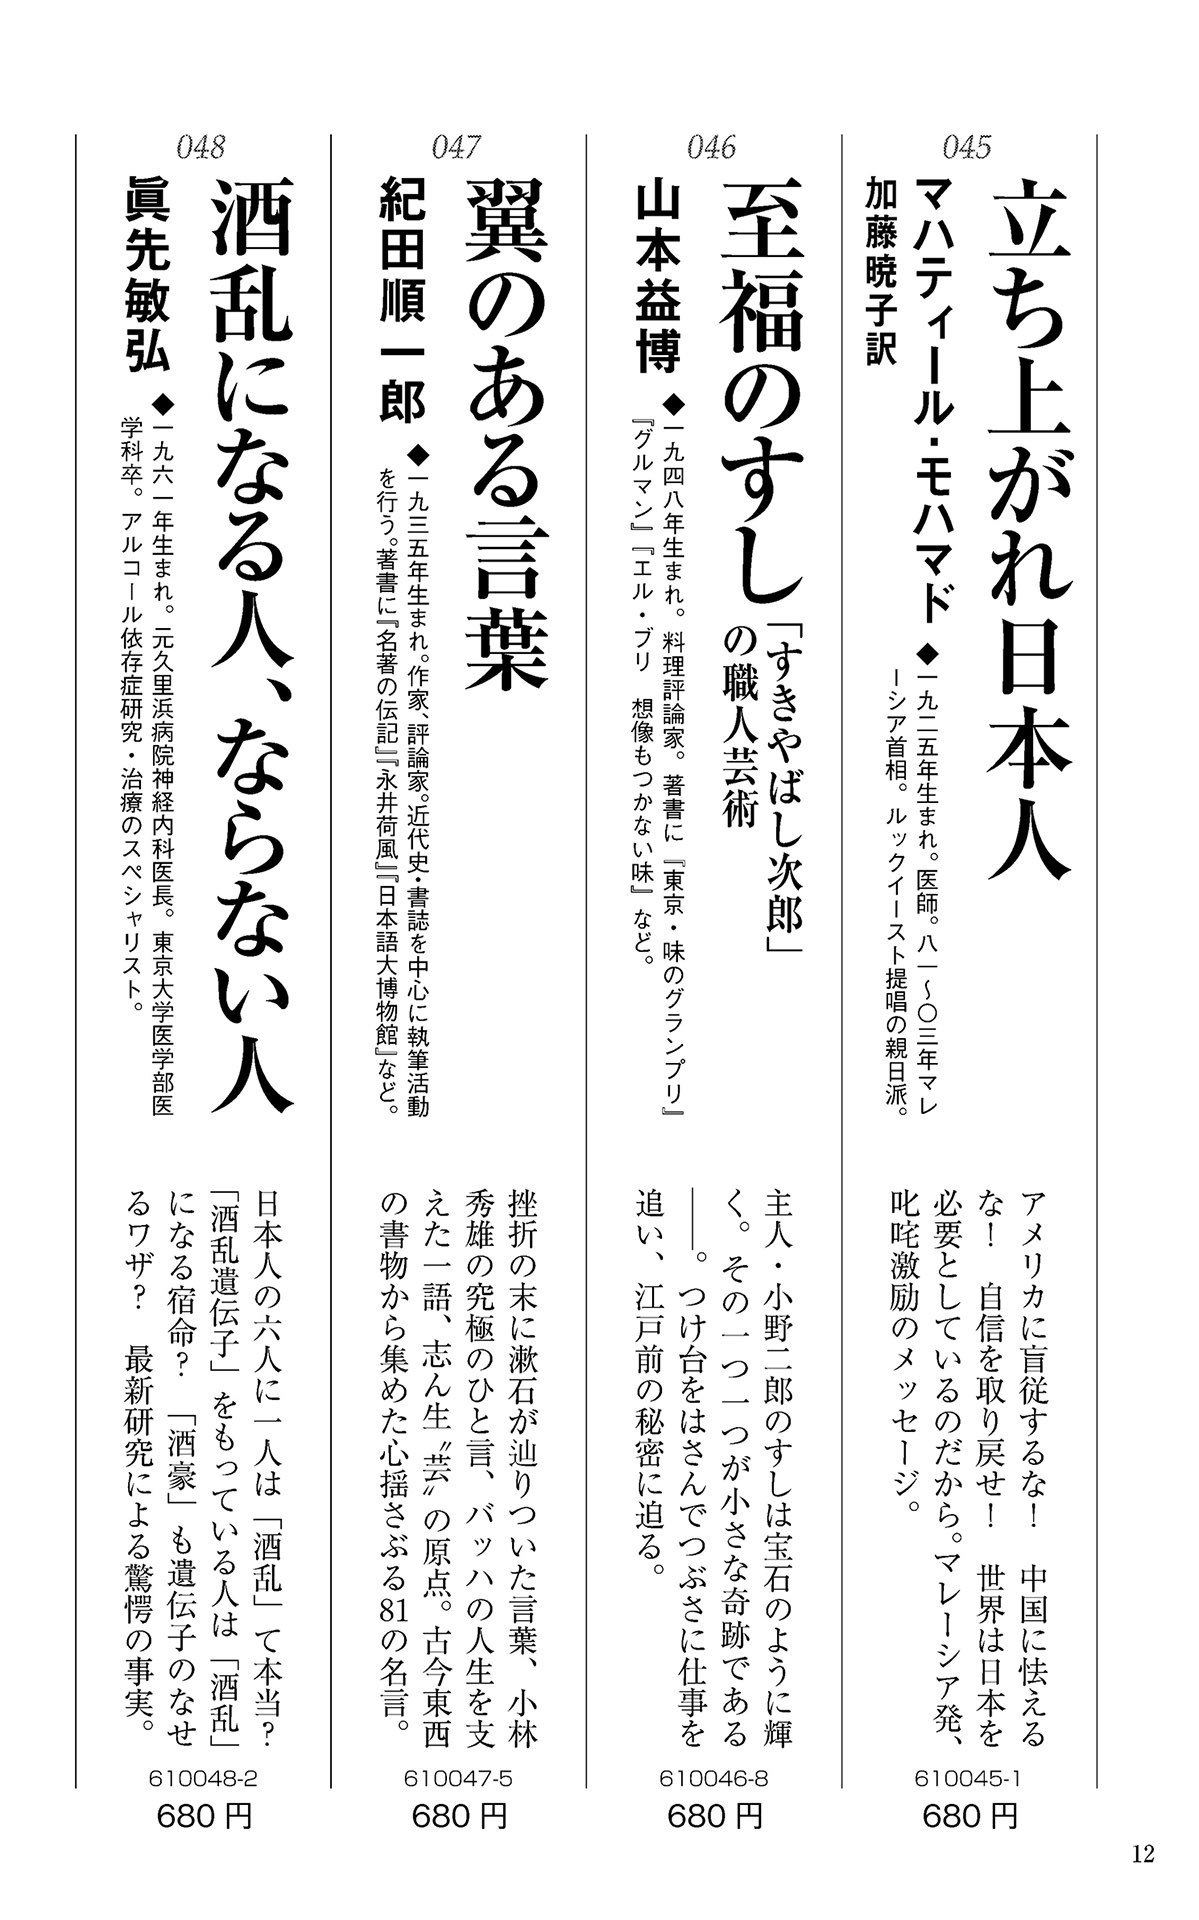 045
立ち上がれ日本人
マハティール・モハマド
加藤暁子訳
◆一九二五年生まれ。医師。八一〜〇三年マレ
ーシア首相。ルックイースト提唱の親日派。
アメリカに盲従するな！　中国に怯える
な！　自信を取り戻せ！　世界は日本を
必要としているのだから。マレーシア発、
叱咤激励のメッセージ。
610045-1
680円
046
至福のすし
「すきやばし次郎」
の職人芸術
山本益博
◆一九四八年生まれ。料理評論家。著書に『東京・味のグランプリ』
『グルマン』『エル・ブリ　想像もつかない味』など。
主人・小野二郎のすしは宝石のように輝
く。その一つ一つが小さな奇跡である
――。つけ台をはさんでつぶさに仕事を
追い、江戸前の秘密に迫る。
610046-8
680円
047
翼のある言葉
紀田順一郎
◆一九三五年生まれ。作家、評論家。近代史・書誌を中心に執筆活動
を行う。著書に『名著の伝記』『永井荷風』『日本語大博物館』など。
挫折の末に漱石が辿りついた言葉、小林
秀雄の究極のひと言、バッハの人生を支
えた一語、志ん生〝芸〟の原点。古今東西
の書物から集めた心揺さぶる81の名言。
610047-5
680円
048
酒乱になる人、ならない人
眞先敏弘
◆一九六一年生まれ。元久里浜病院神経内科医長。東京大学医学部医
学科卒。アルコール依存症研究・治療のスペシャリスト。
日本人の六人に一人は「酒乱」て本当？
「酒乱遺伝子」をもっている人は「酒乱」
になる宿命？　「酒豪」も遺伝子のなせ
るワザ？　最新研究による驚愕の事実。
610048-2
680円
12